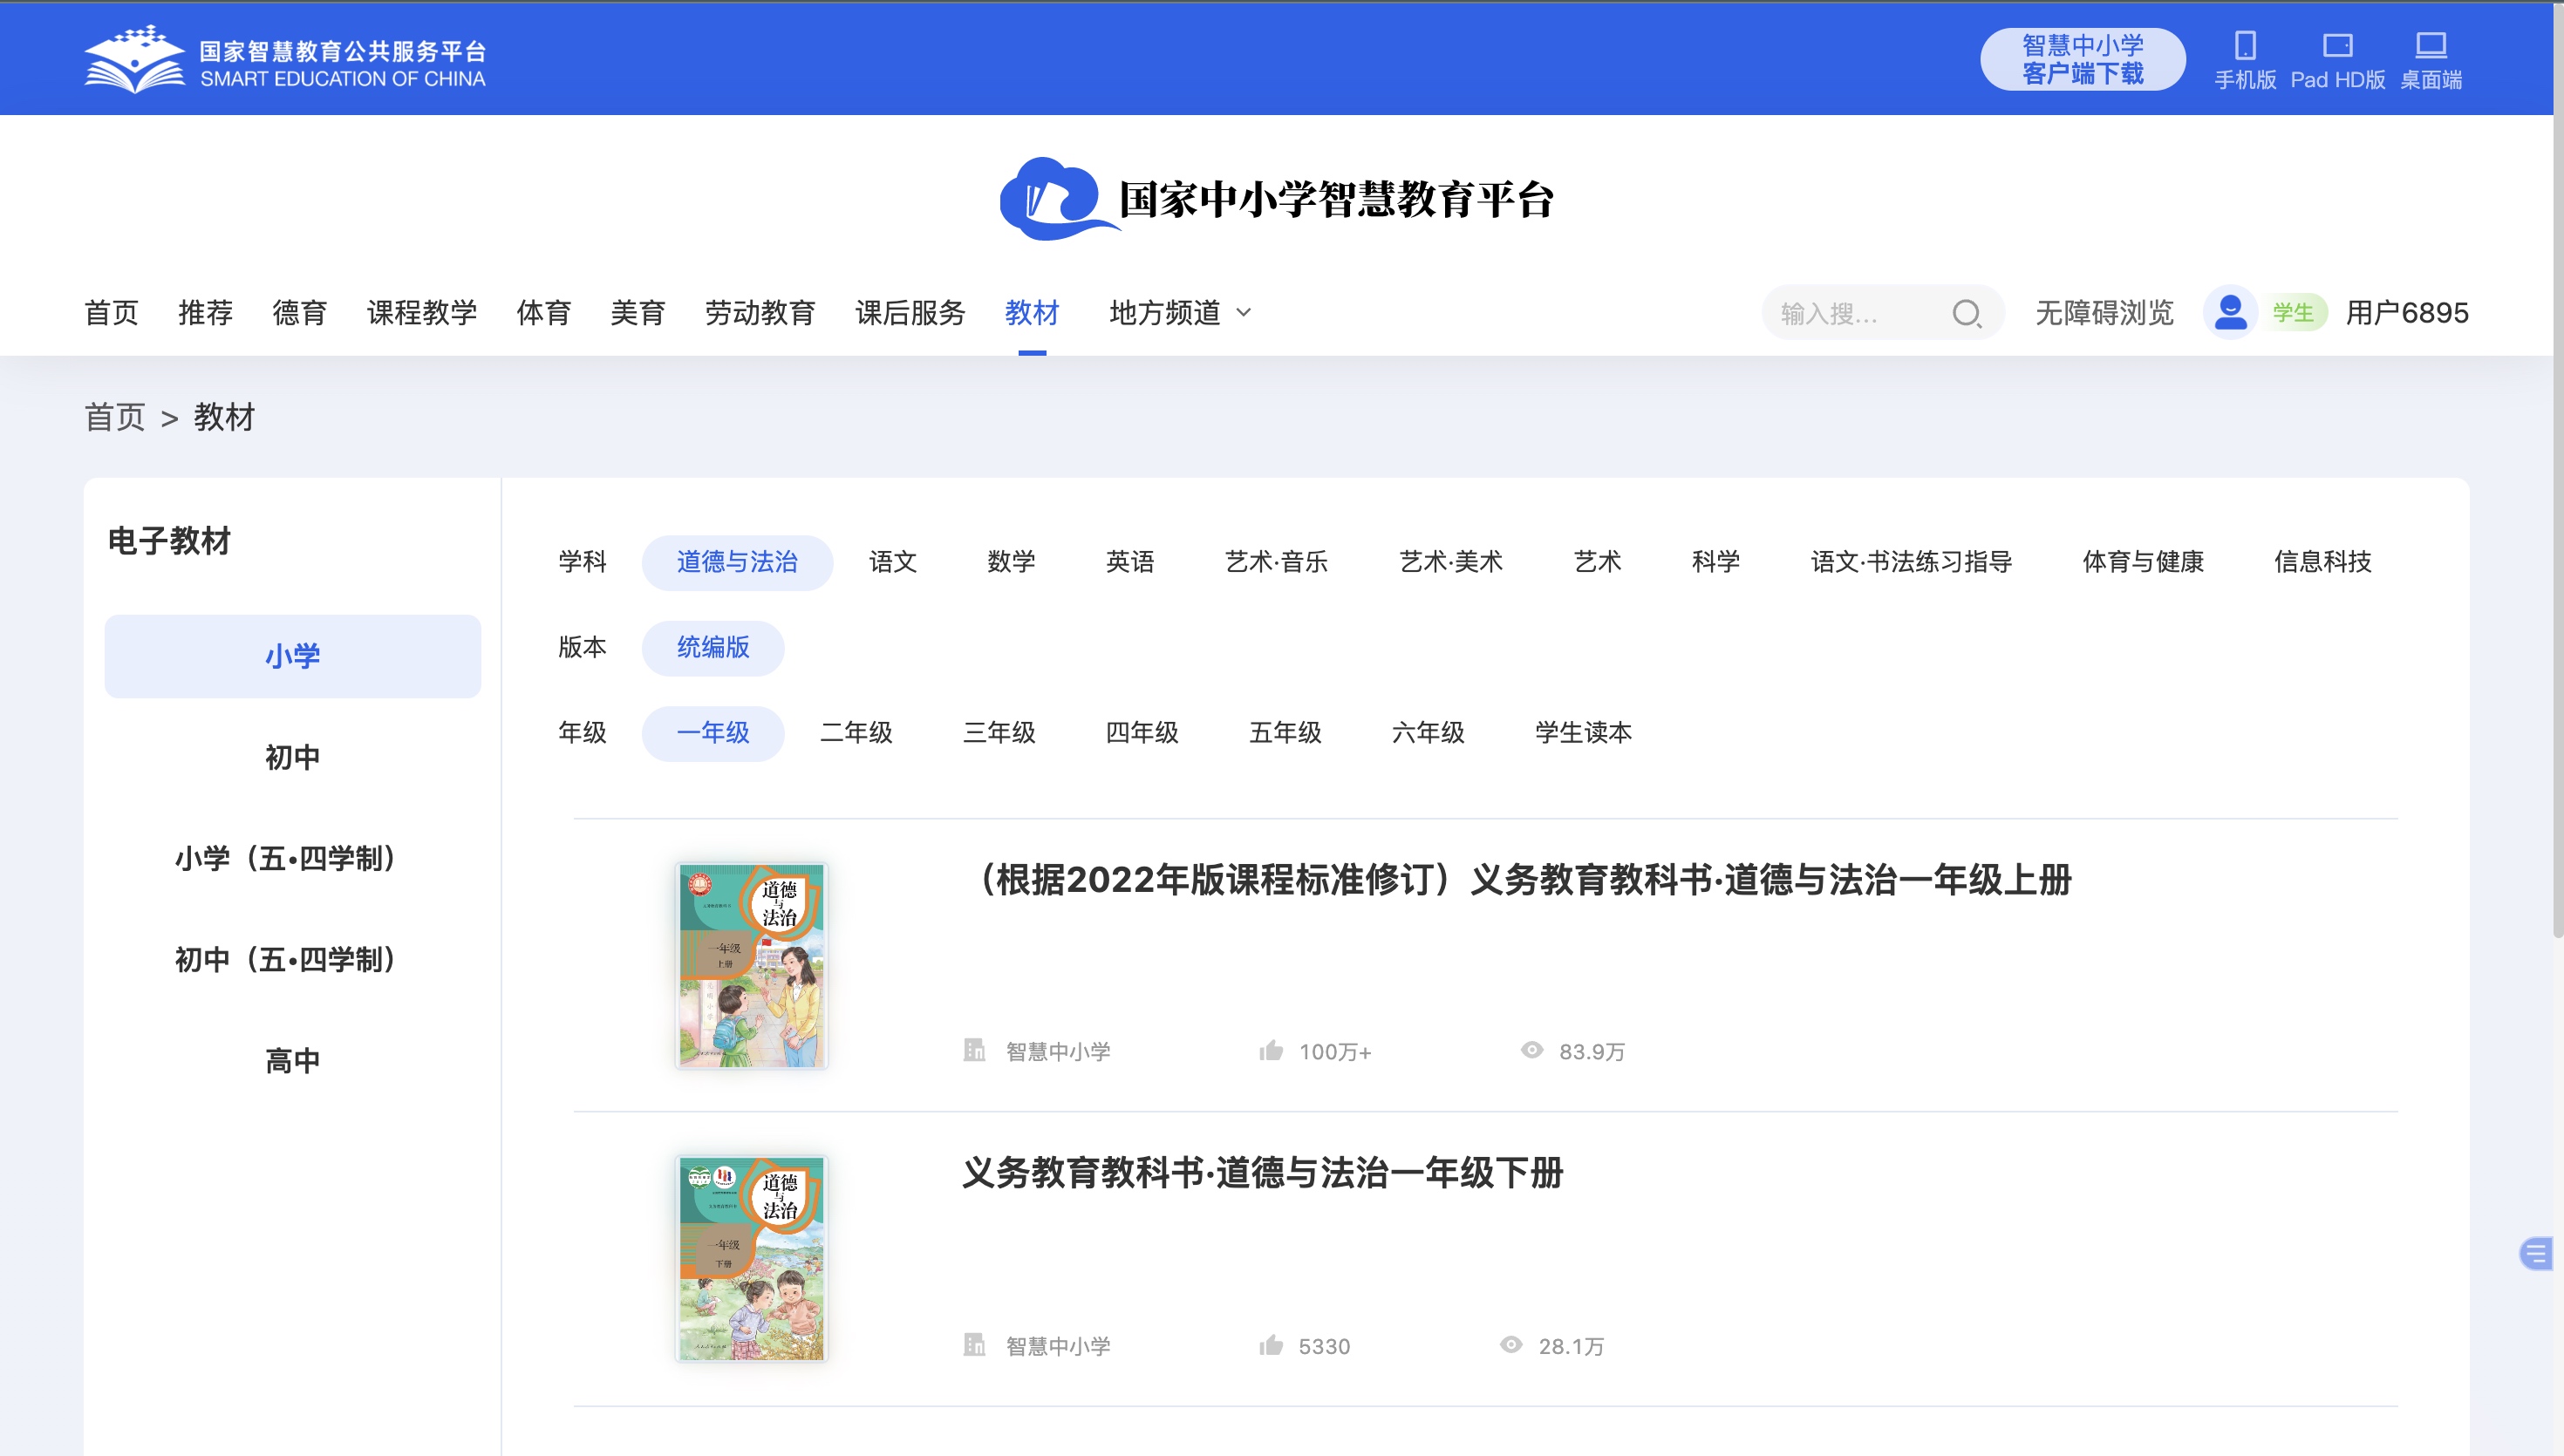 国家智慧教育公共服务平台
SMART EDUCATION OF CHINA
智慧中小学
客户端下载
手机版 Pad HD版 桌面端
国家中小学智慧教育平台
首页 推荐 德育 课程教学 体育 美育 劳动教育 课后服务 教材 地方频道 输入搜... 无障碍浏览 学生 用户6895
首页 > 教材
电子教材
小学
初中
小学（五•四学制）
初中（五•四学制）
高中
学科 道德与法治 语文 数学 英语 艺术·音乐 艺术·美术 艺术 科学 语文·书法练习指导 体育与健康 信息科技
版本 统编版
年级 一年级 二年级 三年级 四年级 五年级 六年级 学生读本
道德
与
法治
一年级
上册
（根据2022年版课程标准修订）义务教育教科书·道德与法治一年级上册
智慧中小学 100万+ 83.9万
道德
与
法治
一年级
下册
义务教育教科书·道德与法治一年级下册
智慧中小学 5330 28.1万